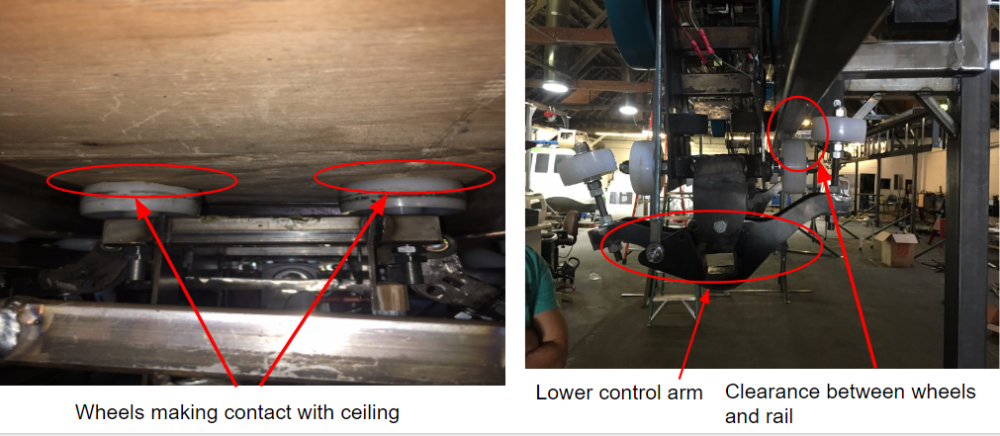 Wheels making contact with ceiling
Lower control arm
Clearance between wheels
and rail